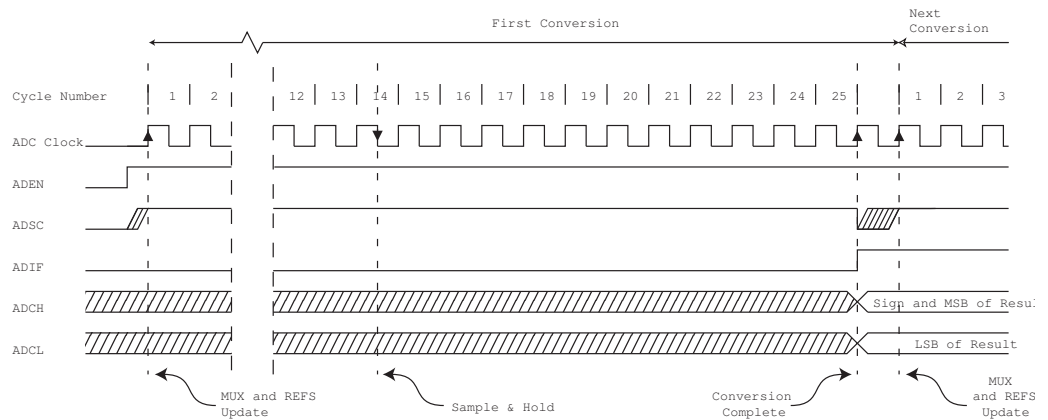 First Conversion
Next
Conversion
Cycle Number 1 2 12 13 14 15 16 17 18 19 20 21 22 23 24 25 1 2 3
ADC Clock
ADEN
ADSC
ADIF
ADCH
Sign and MSB of Resul
ADCL
LSB of Result
MUX and REFS
Update
Sample & Hold
Conversion
Complete
MUX
and REFS
Update